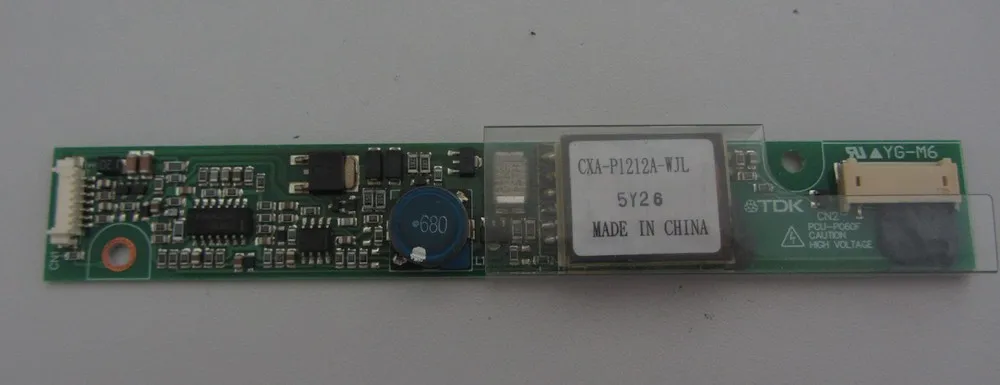 CN1
680
CXA-P1212A-WJL
5Y26
MADE IN CHINA
YG-M6
TDK
CN2
PCU-P060F
CAUTION
HIGH VOLTAGE